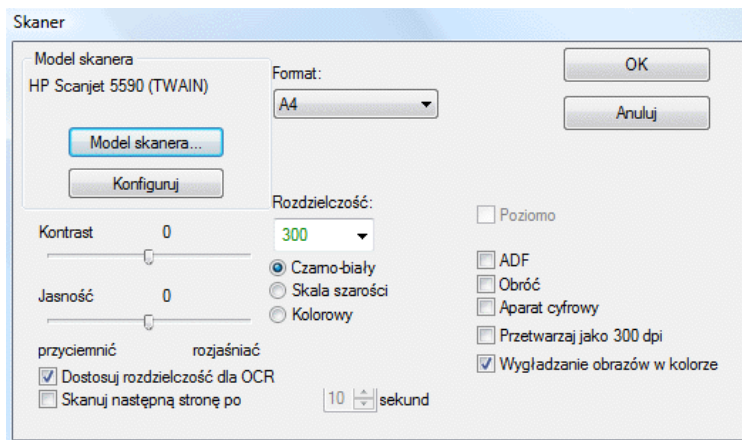 Skaner
Model skanera
HP Scanjet 5590 (TWAIN)
Model skanera...
Konfiguruj
Format:
A4
OK
Anuluj
Rozdzielczość:
300
Czarno-biały
Skala szarości
Kolorowy
Kontrast 0
Jasność 0
przyciemnić rozjaśniać
Dostosuj rozdzielczość dla OCR
Skanuj następną stronę po 10 sekund
Poziomo
ADF
Obróć
Aparat cyfrowy
Przetwarzaj jako 300 dpi
Wygładzanie obrazów w kolorze